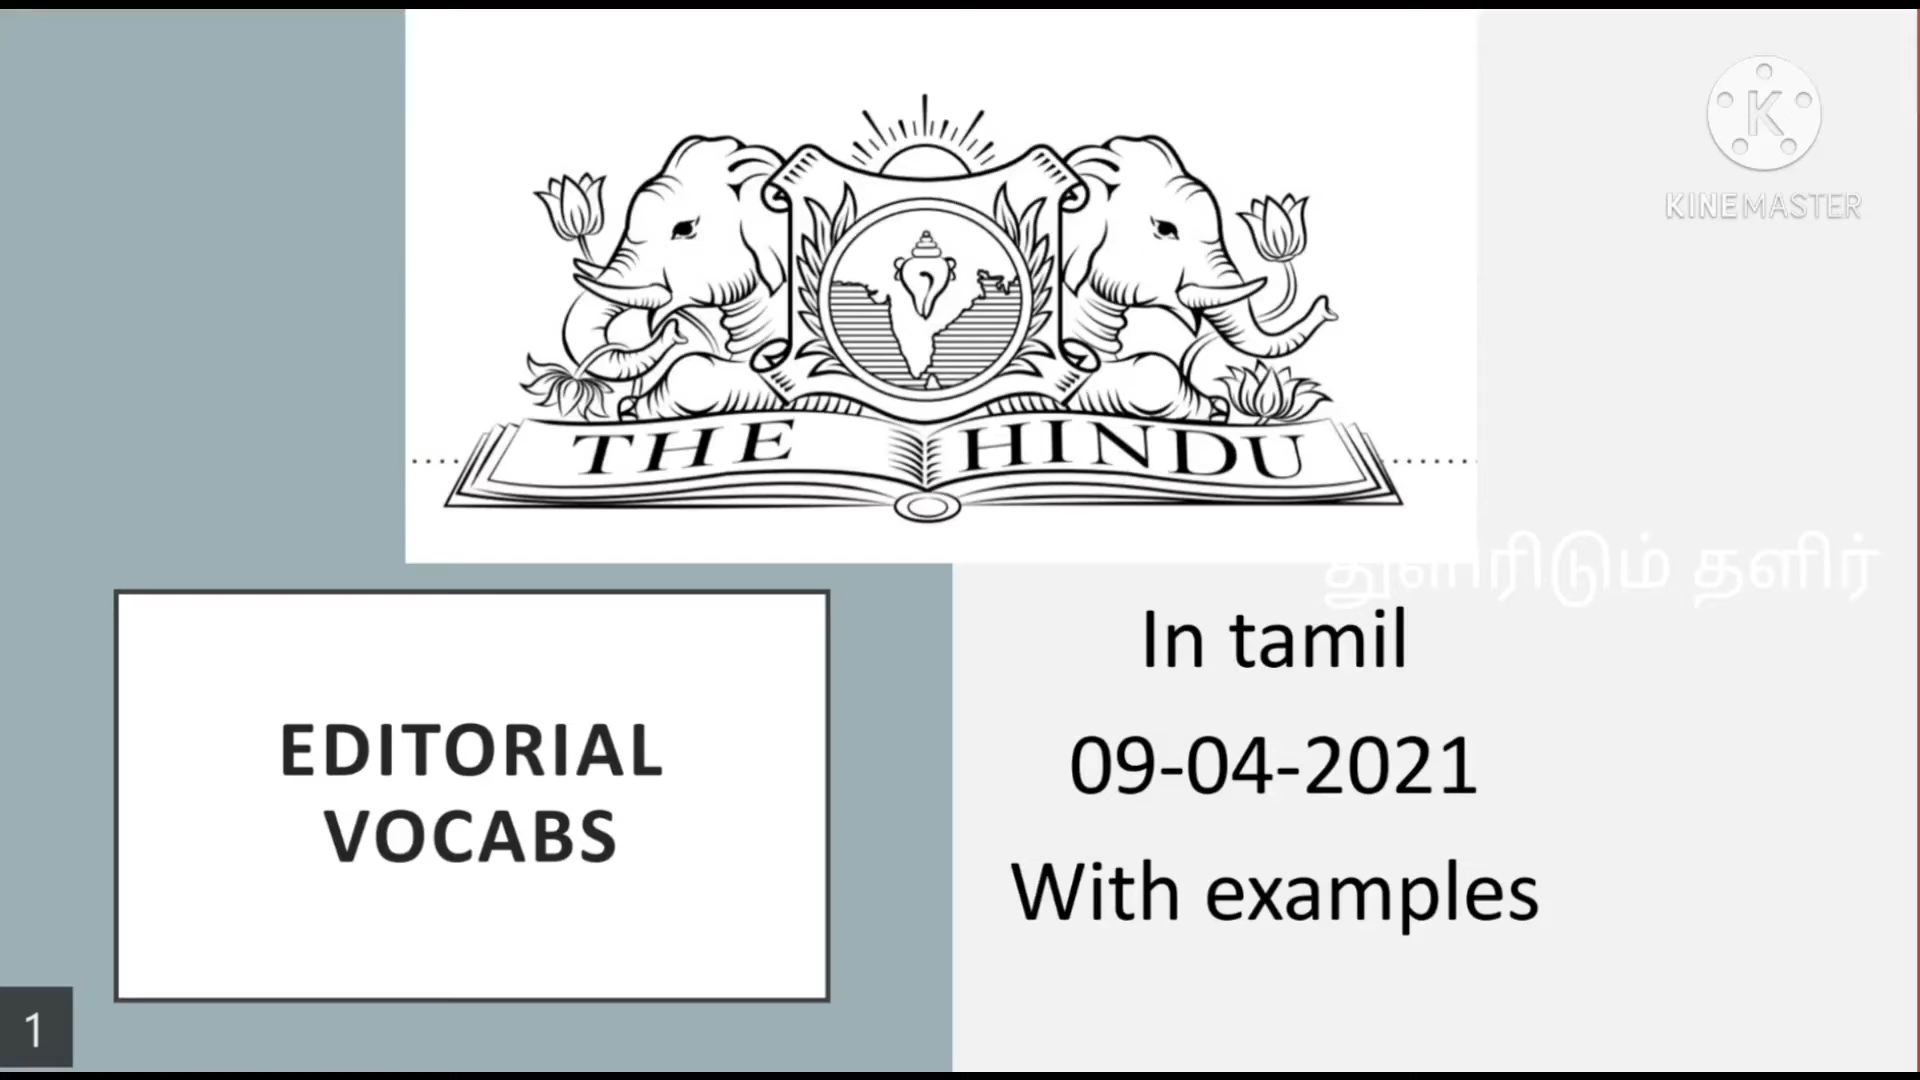 K
KINEMASTER
THE HINDU
துளிரிடும் தளிர்
In tamil
09-04-2021
With examples
EDITORIAL
VOCABS
1